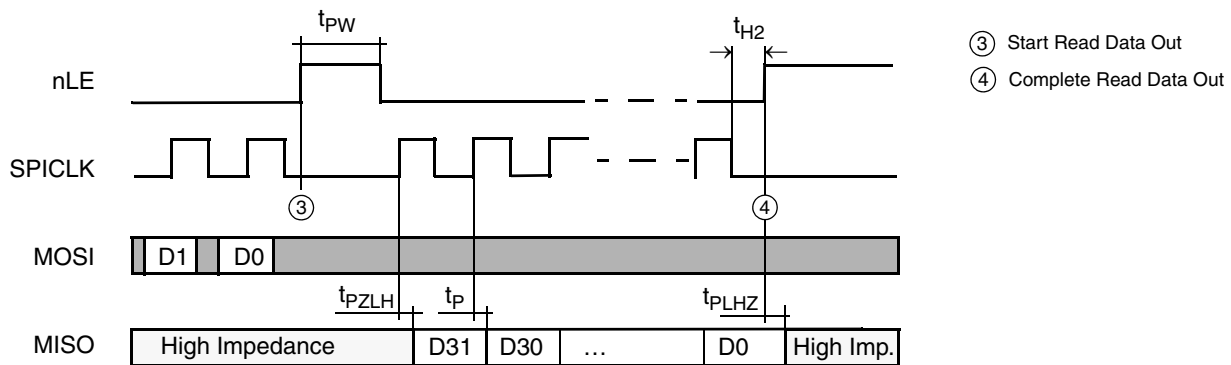 tPW
tH2
③ Start Read Data Out
nLE
④ Complete Read Data Out
SPICLK
③
④
MOSI D1 D0
tPZLH tP tPLHZ
MISO High Impedance D31 D30 ... D0 High Imp.